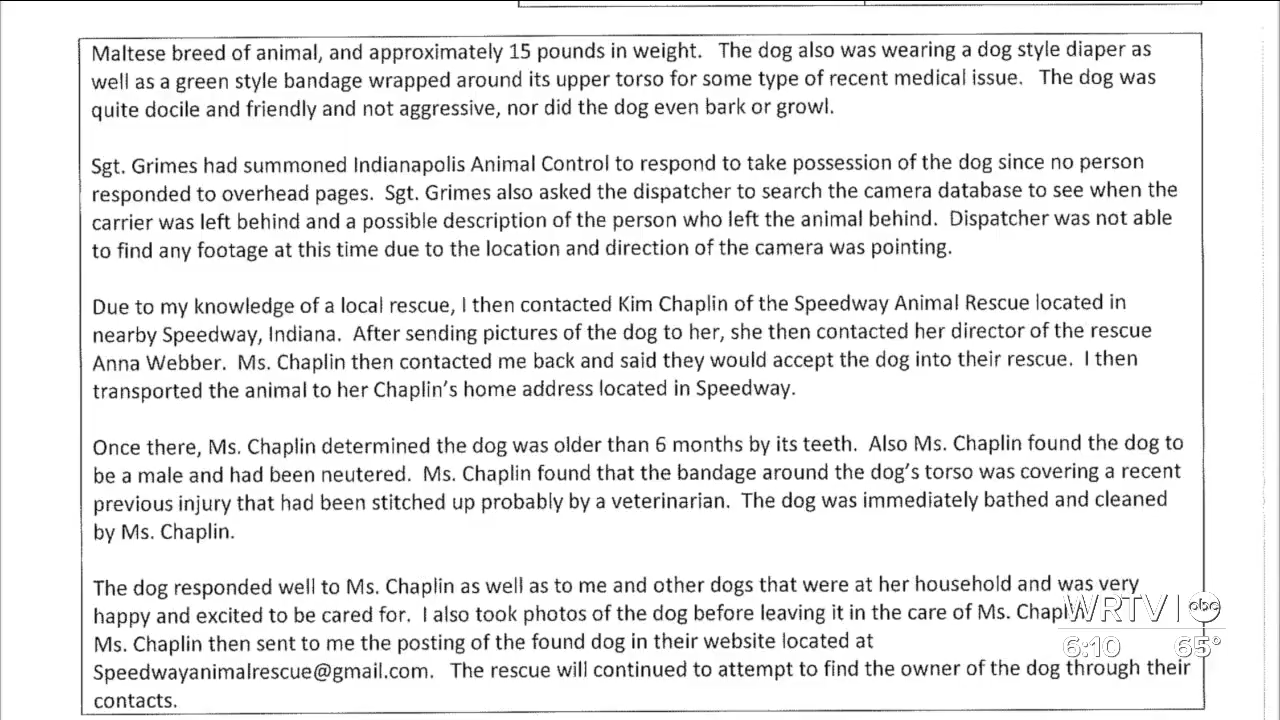 Maltese breed of animal, and approximately 15 pounds in weight. The dog also was wearing a dog style diaper as
well as a green style bandage wrapped around its upper torso for some type of recent medical issue. The dog was
quite docile and friendly and not aggressive, nor did the dog even bark or growl.
Sgt. Grimes had summoned Indianapolis Animal Control to respond to take possession of the dog since no person
responded to overhead pages. Sgt. Grimes also asked the dispatcher to search the camera database to see when the
carrier was left behind and a possible description of the person who left the animal behind. Dispatcher was not able
to find any footage at this time due to the location and direction of the camera was pointing.
Due to my knowledge of a local rescue, I then contacted Kim Chaplin of the Speedway Animal Rescue located in
nearby Speedway, Indiana. After sending pictures of the dog to her, she then contacted her director of the rescue
Anna Webber. Ms. Chaplin then contacted me back and said they would accept the dog into their rescue. I then
transported the animal to her Chaplin's home address located in Speedway.
Once there, Ms. Chaplin determined the dog was older than 6 months by its teeth. Also Ms. Chaplin found the dog to
be a male and had been neutered. Ms. Chaplin found that the bandage around the dog's torso was covering a recent
previous injury that had been stitched up probably by a veterinarian. The dog was immediately bathed and cleaned
by Ms. Chaplin.
The dog responded well to Ms. Chaplin as well as to me and other dogs that were at her household and was very
happy and excited to be cared for. I also took photos of the dog before leaving it in the care of Ms. Chapl
Ms. Chaplin then sent to me the posting of the found dog in their website located at
Speedwayanimalrescue@gmail.com. The rescue will continued to attempt to find the owner of the dog through their
contacts.
WRTV abc
6:10 65°